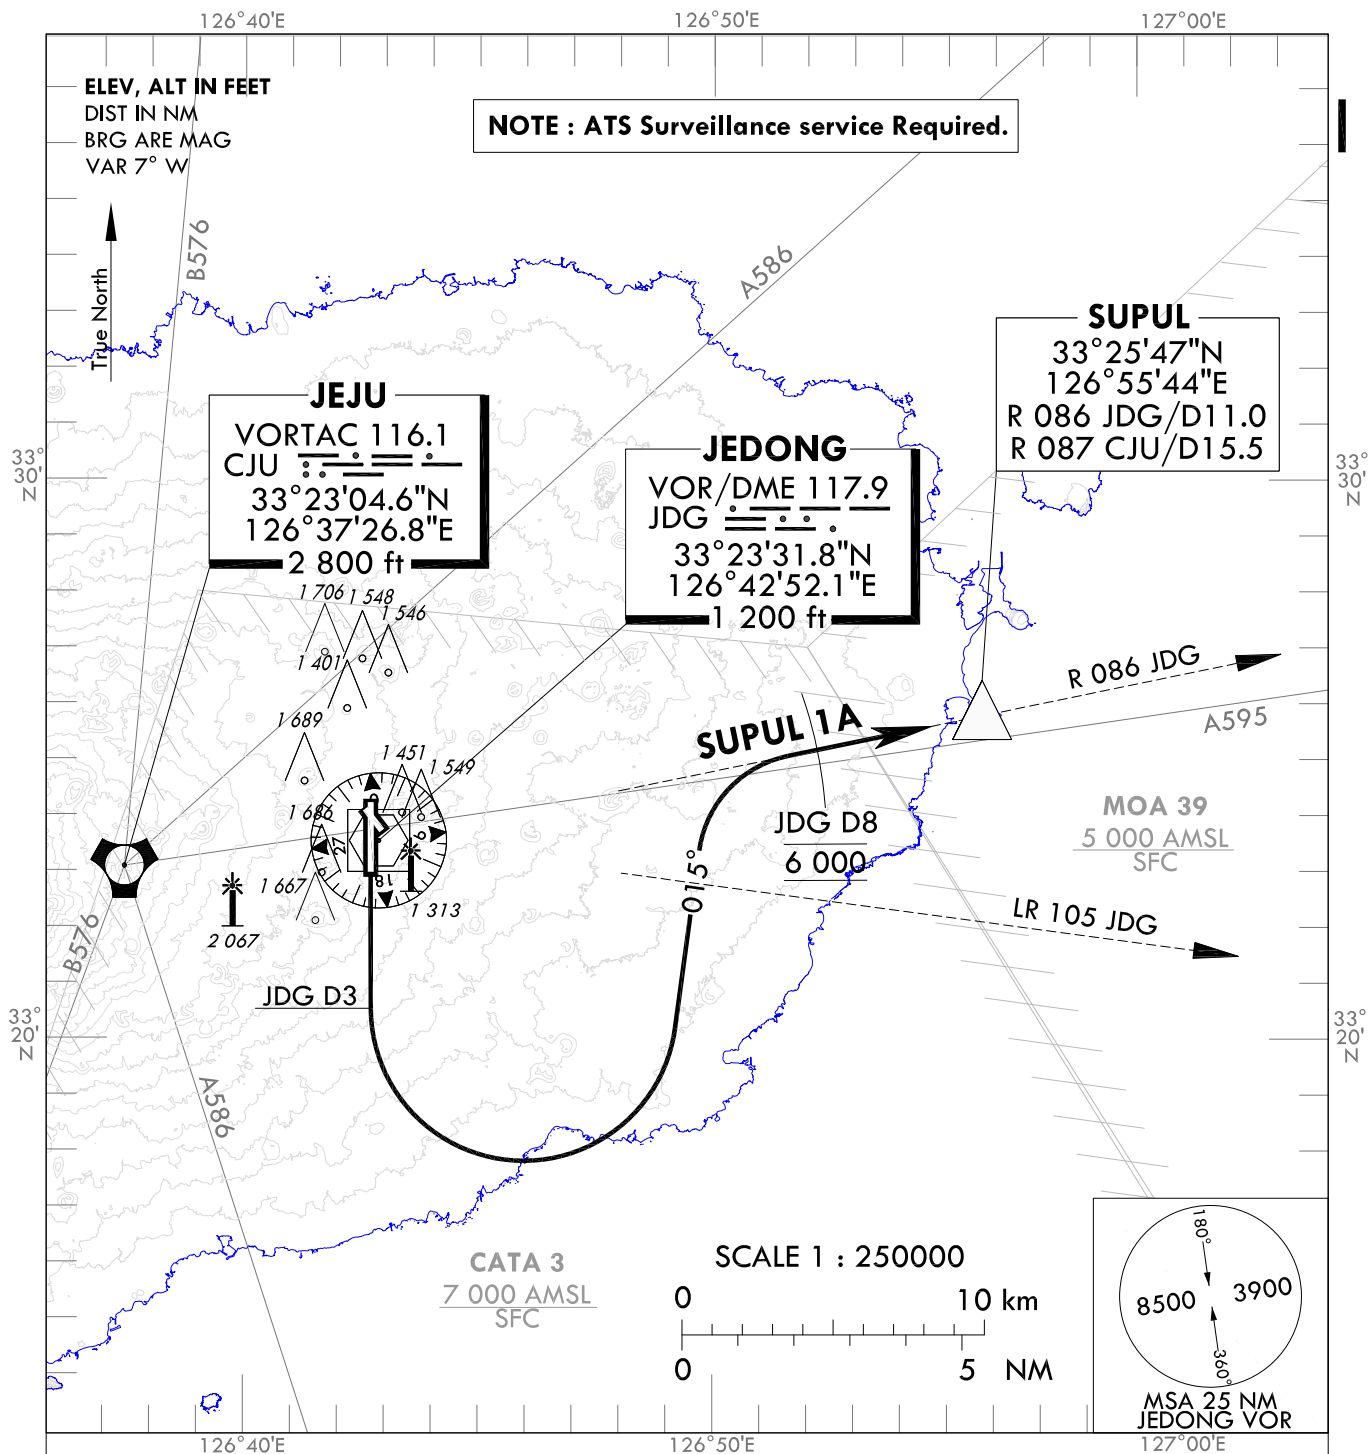 126°40'E
126°50'E
127°00'E
ELEV, ALT IN FEET
DIST IN NM
BRG ARE MAG
VAR 7° W
NOTE : ATS Surveillance service Required.
True North
B576
A586
SUPUL
33°25'47"N
126°55'44"E
R 086 JDG/D11.0
R 087 CJU/D15.5
JEJU
VORTAC 116.1
CJU
33°23'04.6"N
126°37'26.8"E
2 800 ft
JEDONG
VOR/DME 117.9
JDG
33°23'31.8"N
126°42'52.1"E
1 200 ft
33°
30'
N
33°
30'
N
1 706
1 548
1 546
1 401
1 689
1 451
1 549
1 686
1 667
1 313
2 067
27
9
18
R 086 JDG
A595
SUPUL 1A
JDG D8
6 000
MOA 39
5 000 AMSL
SFC
015°
LR 105 JDG
B576
JDG D3
33°
20'
N
33°
20'
N
A586
CATA 3
7 000 AMSL
SFC
SCALE 1 : 250000
0
10 km
0
5 NM
180°
8500
3900
360°
MSA 25 NM
JEDONG VOR
126°40'E
126°50'E
127°00'E